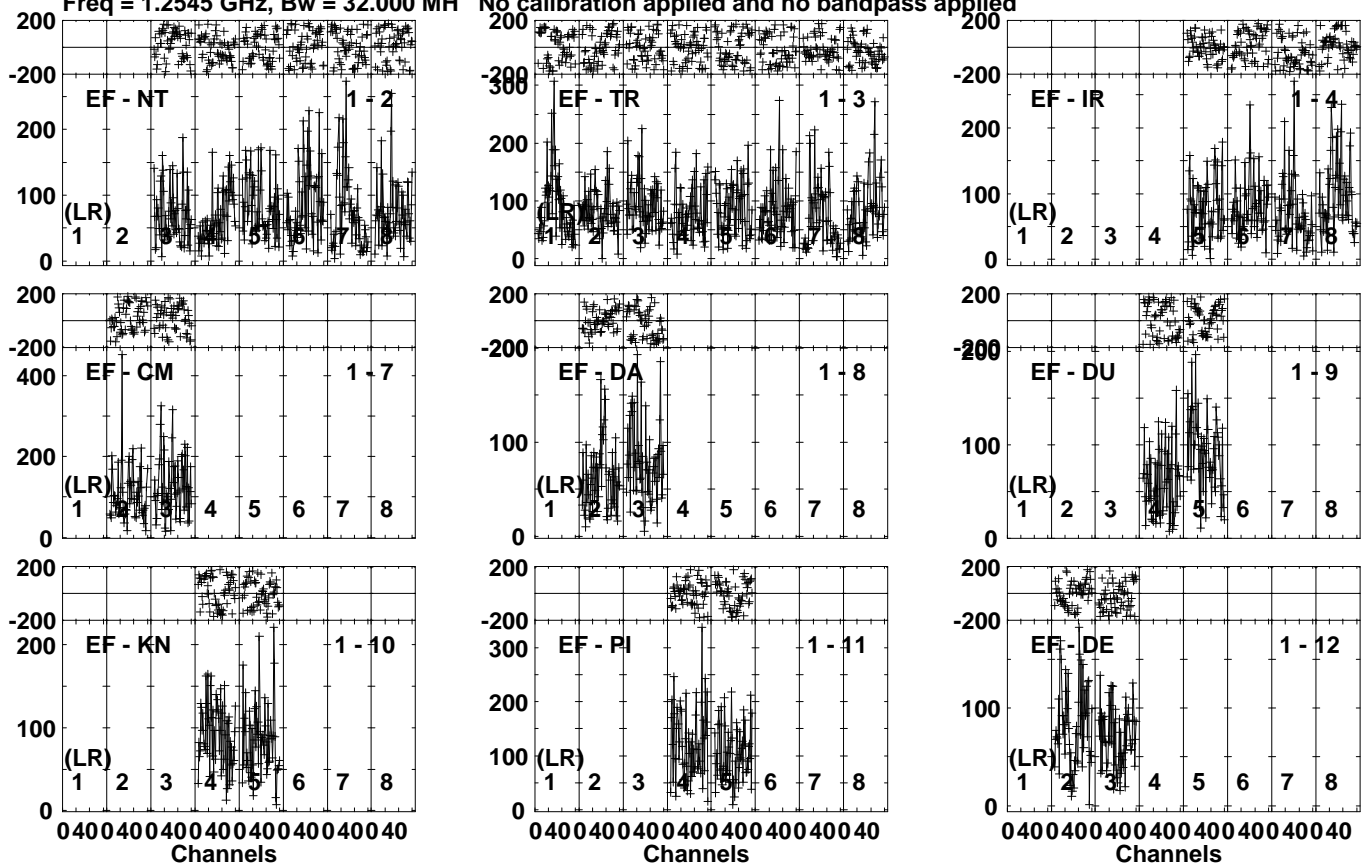 Freq = 1.2545 GHz, Bw = 32.000 MH No calibration applied and no bandpass applied
200 200 200
-200 -200 -200
300
EF - NT 1 - 2 EF - TR 1 - 3 EF - IR 1 - 4
200 200 200
100 100 100
(LR) (LR) (LR)
1 2 3 4 5 6 7 8 1 2 3 4 5 6 7 8 1 2 3 4 5 6 7 8
0 0 0
200 200 200
-200 -200 -200
200 200
400 EF - CM 1 - 7 EF - DA 1 - 8 EF - DU 1 - 9
200 100 100
(LR) (LR) (LR)
1 2 3 4 5 6 7 8 1 2 3 4 5 6 7 8 1 2 3 4 5 6 7 8
0 0 0
200 200 200
-200 -200 -200
200 EF - KN 1 - 10 300 EF - PI 1 - 11 EF - DE 1 - 12
200
100 100 100
(LR) (LR) (LR)
1 2 3 4 5 6 7 8 1 2 3 4 5 6 7 8 1 2 3 4 5 6 7 8
0 0 0
0 40 0 40 0 40 0 40 0 40 0 40 0 40 0 40 0 40 0 40 0 40 0 40 0 40 0 40 0 40 0 40 0 40 0 40 0 40 0 40 0 40 0 40 0 40 0 40
Channels Channels Channels